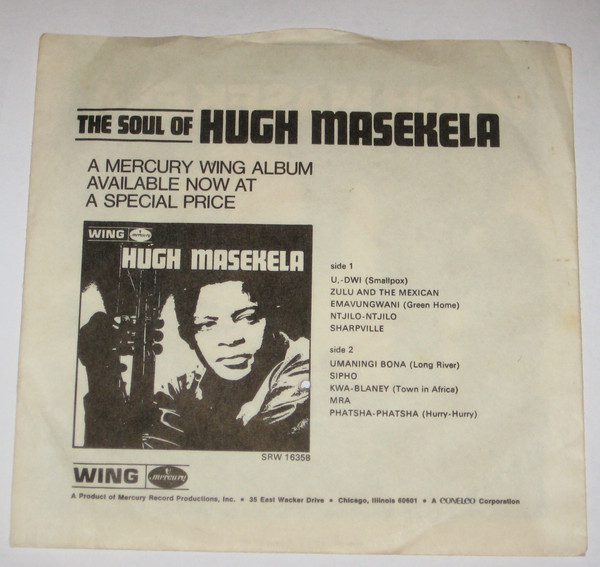 THE SOUL OF HUGH MASEKELA
A MERCURY WING ALBUM
AVAILABLE NOW AT
A SPECIAL PRICE
WING mercury
HUGH MASEKELA
SRW 16358
side 1
U,-DWI (Smallpox)
ZULU AND THE MEXICAN
EMAVUNGWANI (Green Home)
NTJILO-NTJILO
SHARPVILLE
side 2
UMANINGI BONA (Long River)
SIPHO
KWA-BLANEY (Town in Africa)
MRA
PHATSHA-PHATSHA (Hurry-Hurry)
WING mercury
A Product of Mercury Record Productions, Inc. • 35 East Wacker Drive • Chicago, Illinois 60601 • A CONELCO Corporation